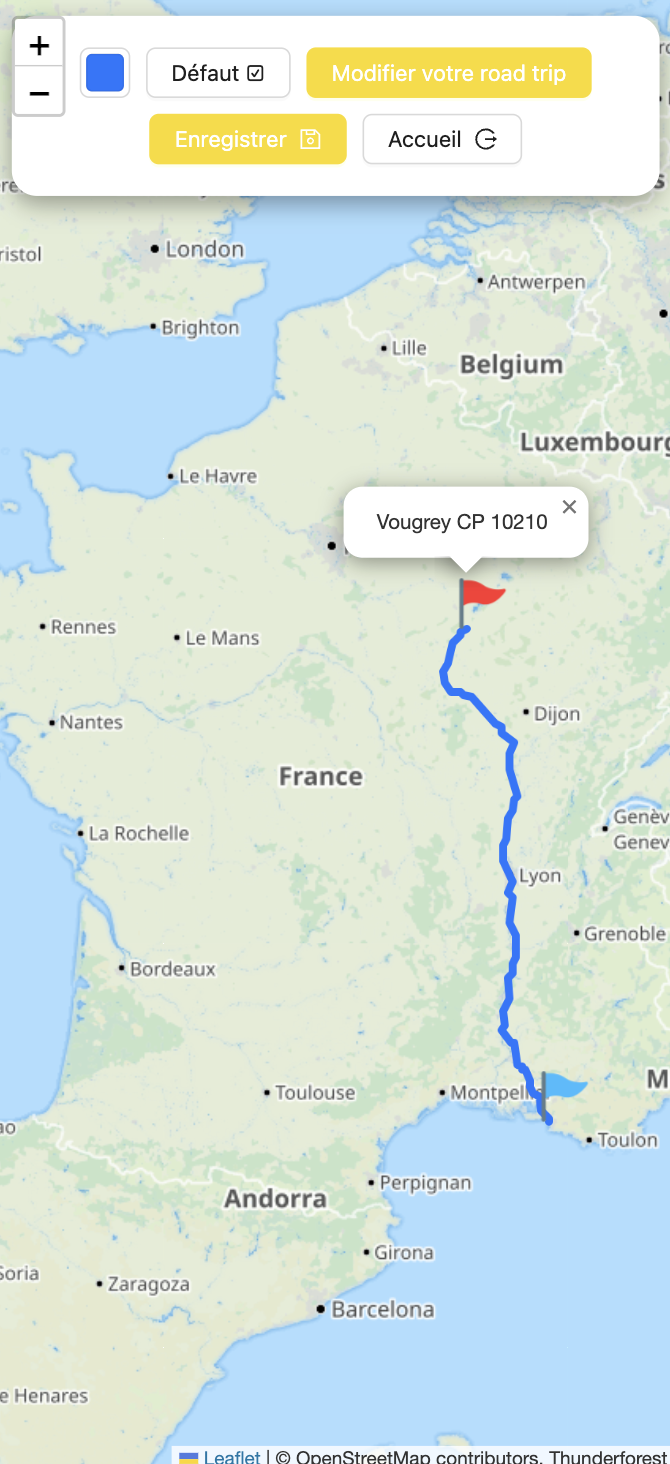 +
−
Défaut
Modifier votre road trip
Enregistrer
Accueil
ristol
London
Antwerpen
Brighton
Lille
Belgium
Luxembourg
Le Havre
Vougrey CP 10210 ×
Rennes
Le Mans
Nantes
Dijon
France
Genèv
Genev
La Rochelle
Lyon
Grenoble
Bordeaux
M
Toulouse
Montpelli
ao
Toulon
Andorra
Perpignan
Girona
Soria
Zaragoza
Barcelona
e Henares
Leaflet | © OpenStreetMap contributors, Thunderforest